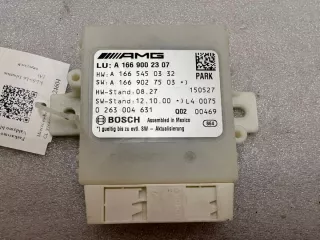 AMG
LU: A 166 900 23 07
HW: A 166 545 03 32 PARK
SW: A 166 902 75 03 *)
HW-Stand: 08.27 150527
SW-Stand: 12.10.00 *) L4 0075
0 263 004 631 002 00469
BOSCH Assembled in Mexico
*) gueltig bis zu evtl. SW - Aktualisierung